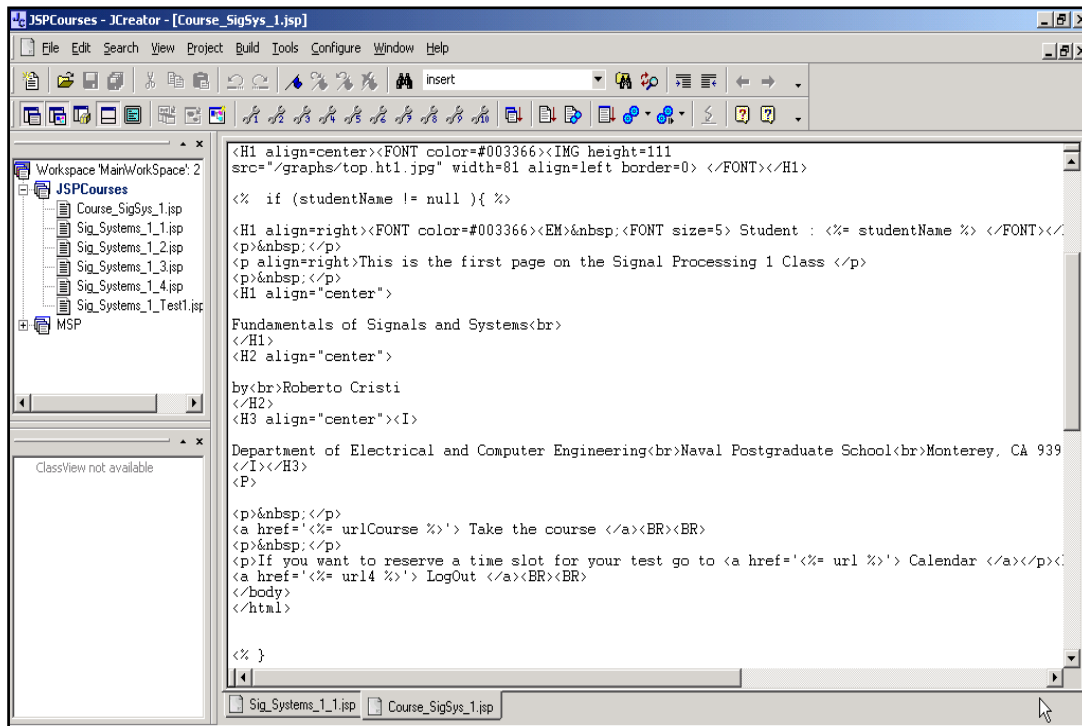 JSPCourses - JCreator - [Course_SigSys_1.jsp]
File Edit Search View Project Build Tools Configure Window Help
insert
Workspace 'MainWorkSpace': 2
JSPCourses
Course_SigSys_1.jsp
Sig_Systems_1_1.jsp
Sig_Systems_1_2.jsp
Sig_Systems_1_3.jsp
Sig_Systems_1_4.jsp
Sig_Systems_1_Test1.jsp
MSP
ClassView not available
<H1 align=center><FONT color=#003366><IMG height=111
src="/graphs/top.ht1.jpg" width=81 align=left border=0> </FONT></H1>
<%  if (studentName != null ){ %>
<H1 align=right><FONT color=#003366><EM>&nbsp;<FONT size=5> Student : <%= studentName %> </FONT></
<p>&nbsp;</p>
<p align=right>This is the first page on the Signal Processing 1 Class </p>
<p>&nbsp;</p>
<H1 align="center">
Fundamentals of Signals and Systems<br>
</H1>
<H2 align="center">
by<br>Roberto Cristi
</H2>
<H3 align="center"><I>
Department of Electrical and Computer Engineering<br>Naval Postgraduate School<br>Monterey, CA 939
</I></H3>
<P>
<p>&nbsp;</p>
<a href='<%= urlCourse %>'> Take the course </a><BR><BR>
<p>&nbsp;</p>
<p>If you want to reserve a time slot for your test go to <a href='<%= url %>'> Calendar </a></p><
<a href='<%= url4 %>'> LogOut </a><BR><BR>
</body>
</html>
<% }
Sig_Systems_1_1.jsp Course_SigSys_1.jsp